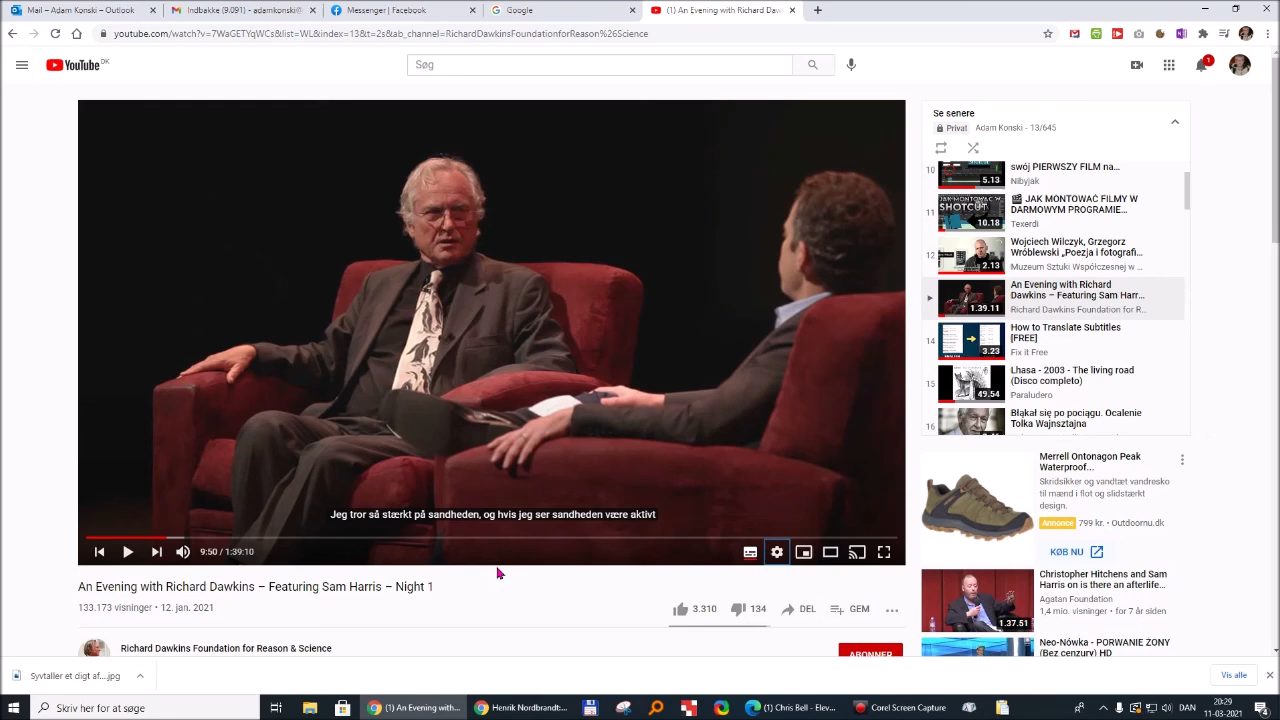 Mail – Adam Konski – Outlook
Indbakke (9.091) - adamkonski@g
Messenger | Facebook
Google
(1) An Evening with Richard Daw
youtube.com/watch?v=7WaGETYqWCs&list=WL&index=13&t=2s&ab_channel=RichardDawkinsFoundationforReason%26Science
YouTube DK
Søg
1
Se senere
Privat
Adam Konski - 13/645
10
5.13
swój PIERWSZY FILM na...
Nibyjak
11
JAK MONTOWAĆ FILMY W
SHOTCUT
10.18
JAK MONTOWAĆ FILMY W
DARMOWYM PROGRAMIE...
Texerdi
12
2.13
Wojciech Wilczyk, Grzegorz
Wróblewski „Poezja i fotografi...
Muzeum Sztuki Współczesnej w ...
1.39.11
An Evening with Richard
Dawkins – Featuring Sam Harr...
Richard Dawkins Foundation for R...
14
3.23
How to Translate Subtitles
[FREE]
Fix it Free
15
49.54
Lhasa - 2003 - The living road
(Disco completo)
Paraludero
16
Błąkał się po pociągu. Ocalenie
Tolka Wajnsztajna
Jeg tror så stærkt på sandheden, og hvis jeg ser sandheden være aktivt
9:50 / 1:39:10
An Evening with Richard Dawkins – Featuring Sam Harris – Night 1
133.173 visninger • 12. jan. 2021
3.310
134
DEL
GEM
Richard Dawkins Foundation for Reason & Science
ABONNER
Merrell Ontonagon Peak
Waterproof...
Skridsikker og vandtæt vandresko
til mænd i flot og slidstærkt
design.
Annonce 799 kr. • Outdoornu.dk
KØB NU
1.37.51
Christopher Hitchens and Sam
Harris on is there an afterlife...
Agatan Foundation
1,4 mio. visninger • for 7 år siden
Neo-Nówka - PORWANIE ŻONY
(Bez cenzury) HD
Syvtaller et digt af....jpg
Vis alle
Skriv her for at søge
(1) An Evening with...
Henrik Nordbrandt:...
(1) Chris Bell - Elev...
Corel Screen Capture
DAN
20:29
11-03-2021
4